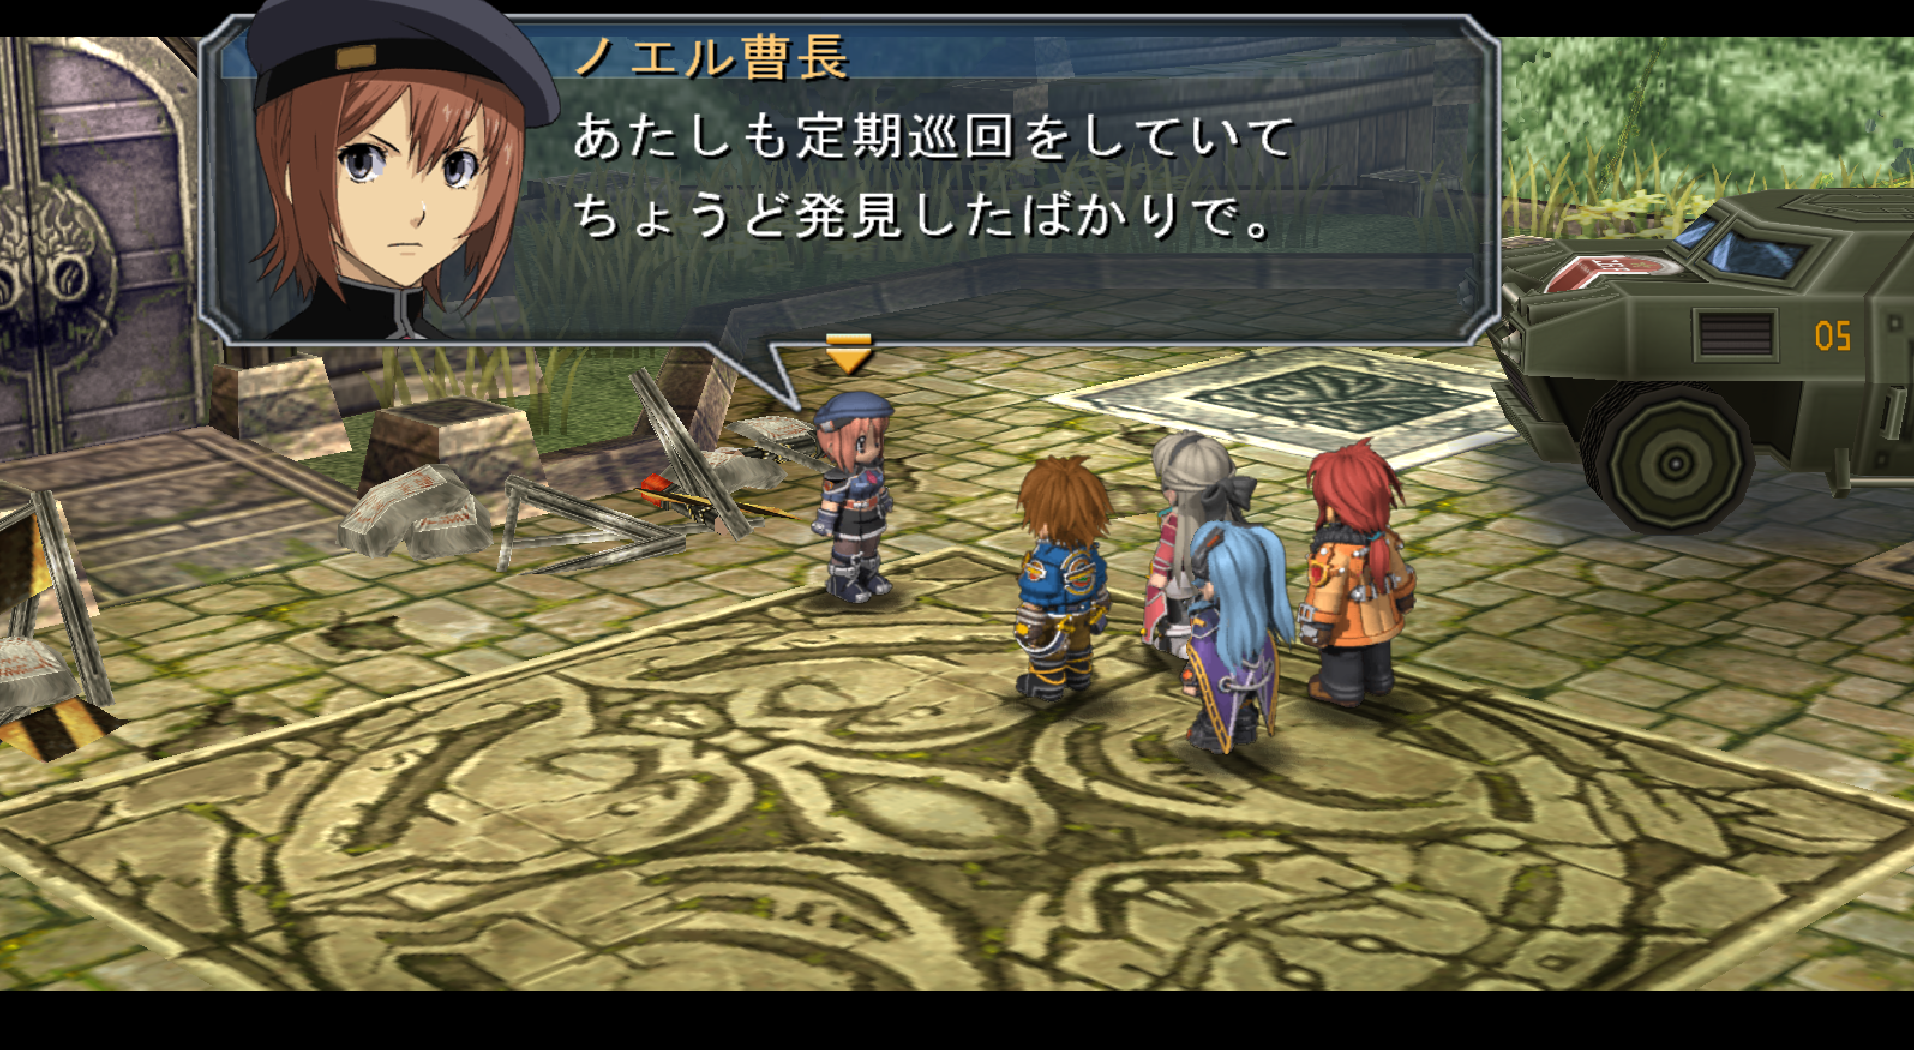 ノエル曹長
あたしも定期巡回をしていて
ちょうど発見したばかりで。
05